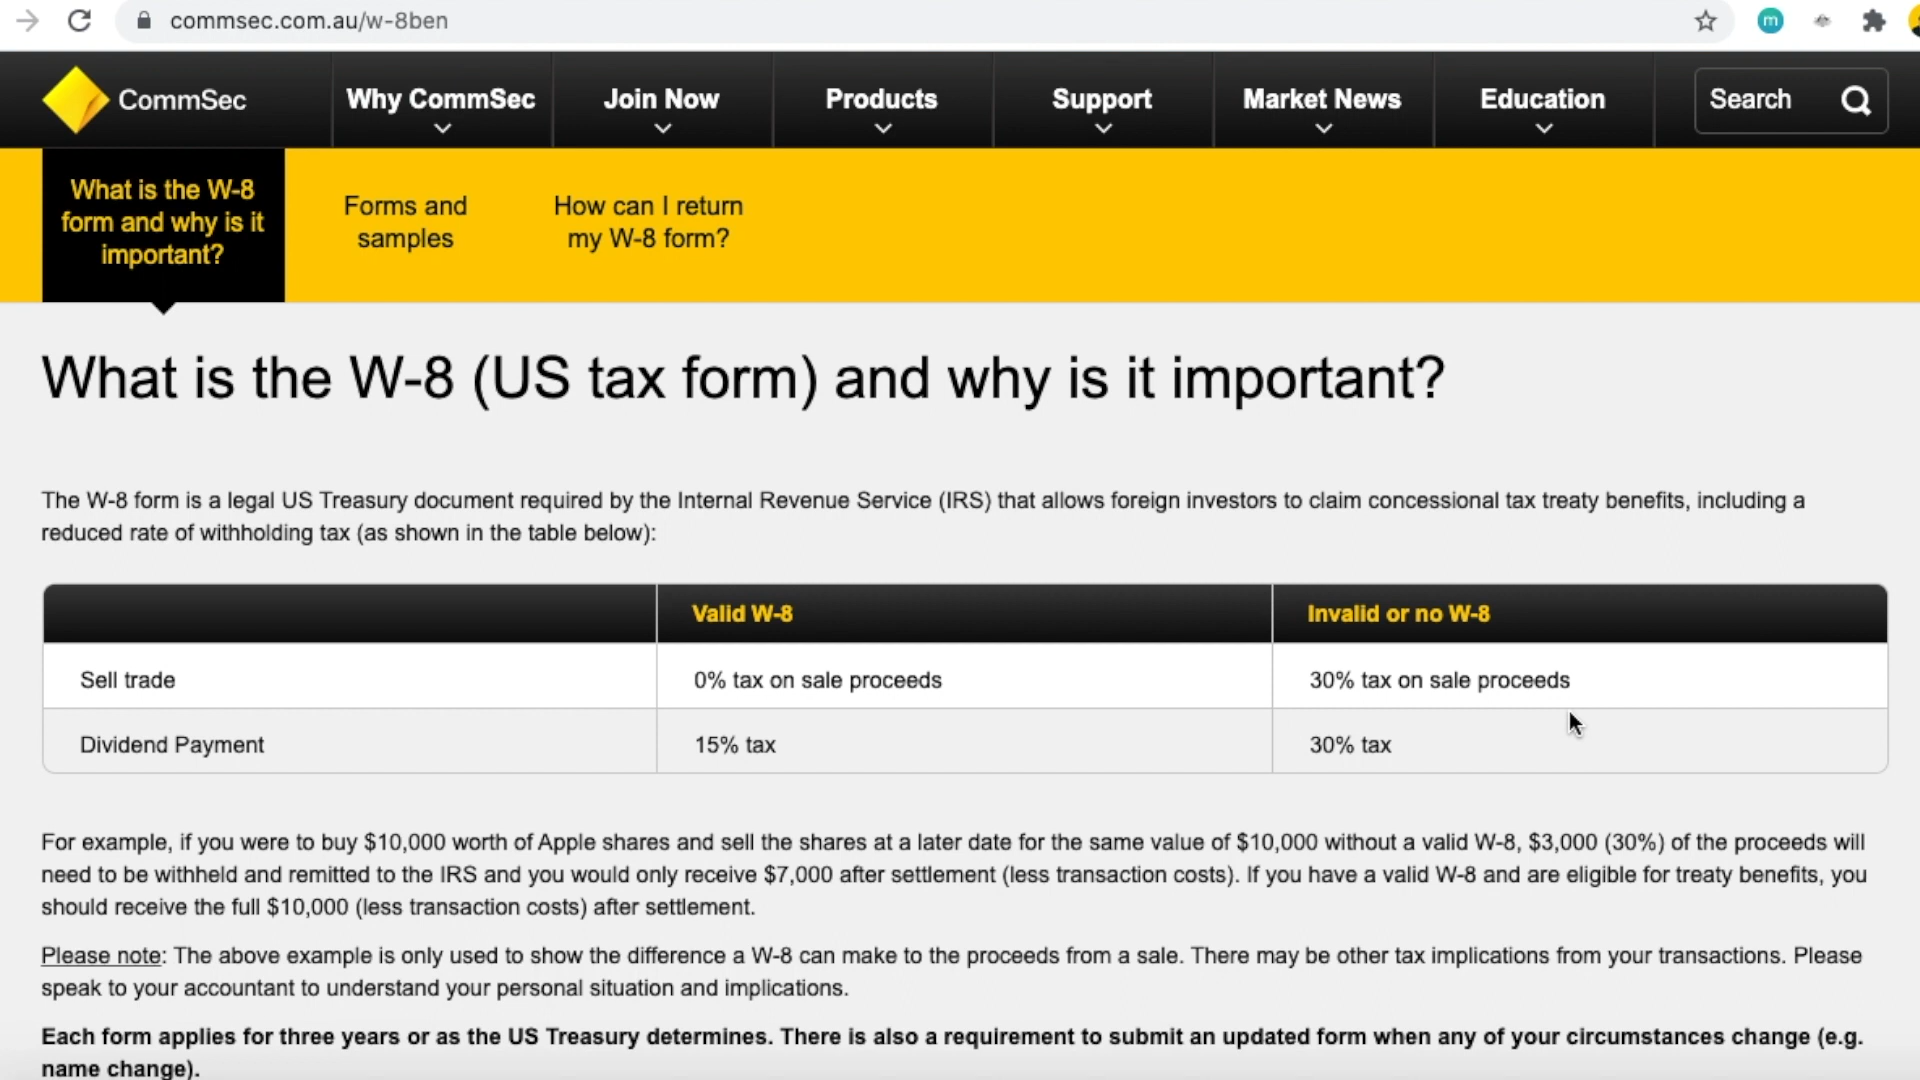 commsec.com.au/w-8ben
m
CommSec
Why CommSec
Join Now
Products
Support
Market News
Education
Search
What is the W-8
form and why is it
important?
Forms and
samples
How can I return
my W-8 form?
What is the W-8 (US tax form) and why is it important?
The W-8 form is a legal US Treasury document required by the Internal Revenue Service (IRS) that allows foreign investors to claim concessional tax treaty benefits, including a
reduced rate of withholding tax (as shown in the table below):
Valid W-8
Invalid or no W-8
Sell trade
0% tax on sale proceeds
30% tax on sale proceeds
Dividend Payment
15% tax
30% tax
For example, if you were to buy $10,000 worth of Apple shares and sell the shares at a later date for the same value of $10,000 without a valid W-8, $3,000 (30%) of the proceeds will
need to be withheld and remitted to the IRS and you would only receive $7,000 after settlement (less transaction costs). If you have a valid W-8 and are eligible for treaty benefits, you
should receive the full $10,000 (less transaction costs) after settlement.
Please note: The above example is only used to show the difference a W-8 can make to the proceeds from a sale. There may be other tax implications from your transactions. Please
speak to your accountant to understand your personal situation and implications.
Each form applies for three years or as the US Treasury determines. There is also a requirement to submit an updated form when any of your circumstances change (e.g.
name change).